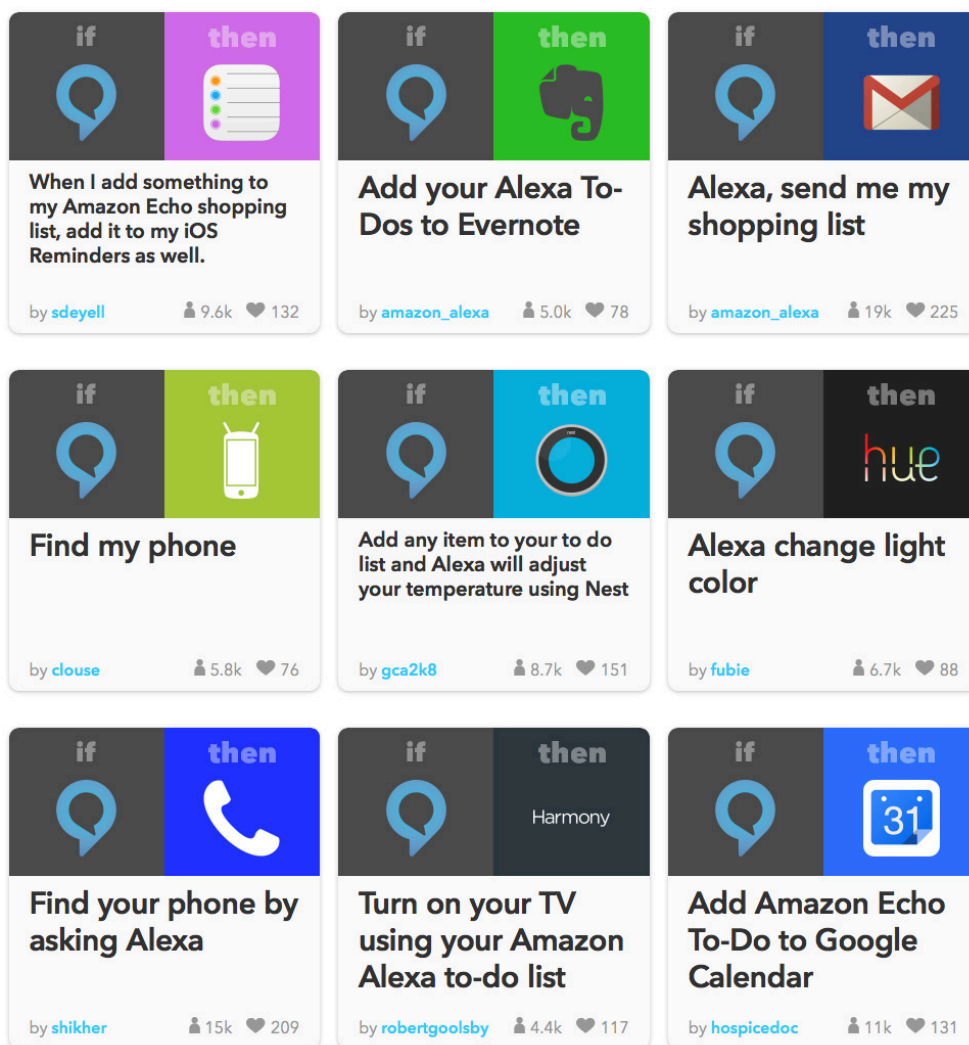 if then
if then
if then
When I add something to
my Amazon Echo shopping
list, add it to my iOS
Reminders as well.
by sdeyell 9.6k 132
Add your Alexa To-
Dos to Evernote
by amazon_alexa 5.0k 78
Alexa, send me my
shopping list
by amazon_alexa 19k 225
if then
if then
if then
Find my phone
by clouse 5.8k 76
nest
Add any item to your to do
list and Alexa will adjust
your temperature using Nest
by gca2k8 8.7k 151
hue
Alexa change light
color
by fubie 6.7k 88
if then
if then
if then
Find your phone by
asking Alexa
by shikher 15k 209
Harmony
Turn on your TV
using your Amazon
Alexa to-do list
by robertgoolsby 4.4k 117
31
Add Amazon Echo
To-Do to Google
Calendar
by hospicedoc 11k 131